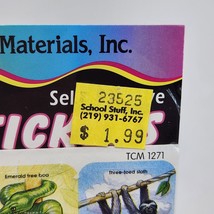 Materials, Inc.
23525
School Stuff, Inc.
(219) 931-6767
$ 1.99
TCM 1271
Emerald tree boa
Three-toed sloth